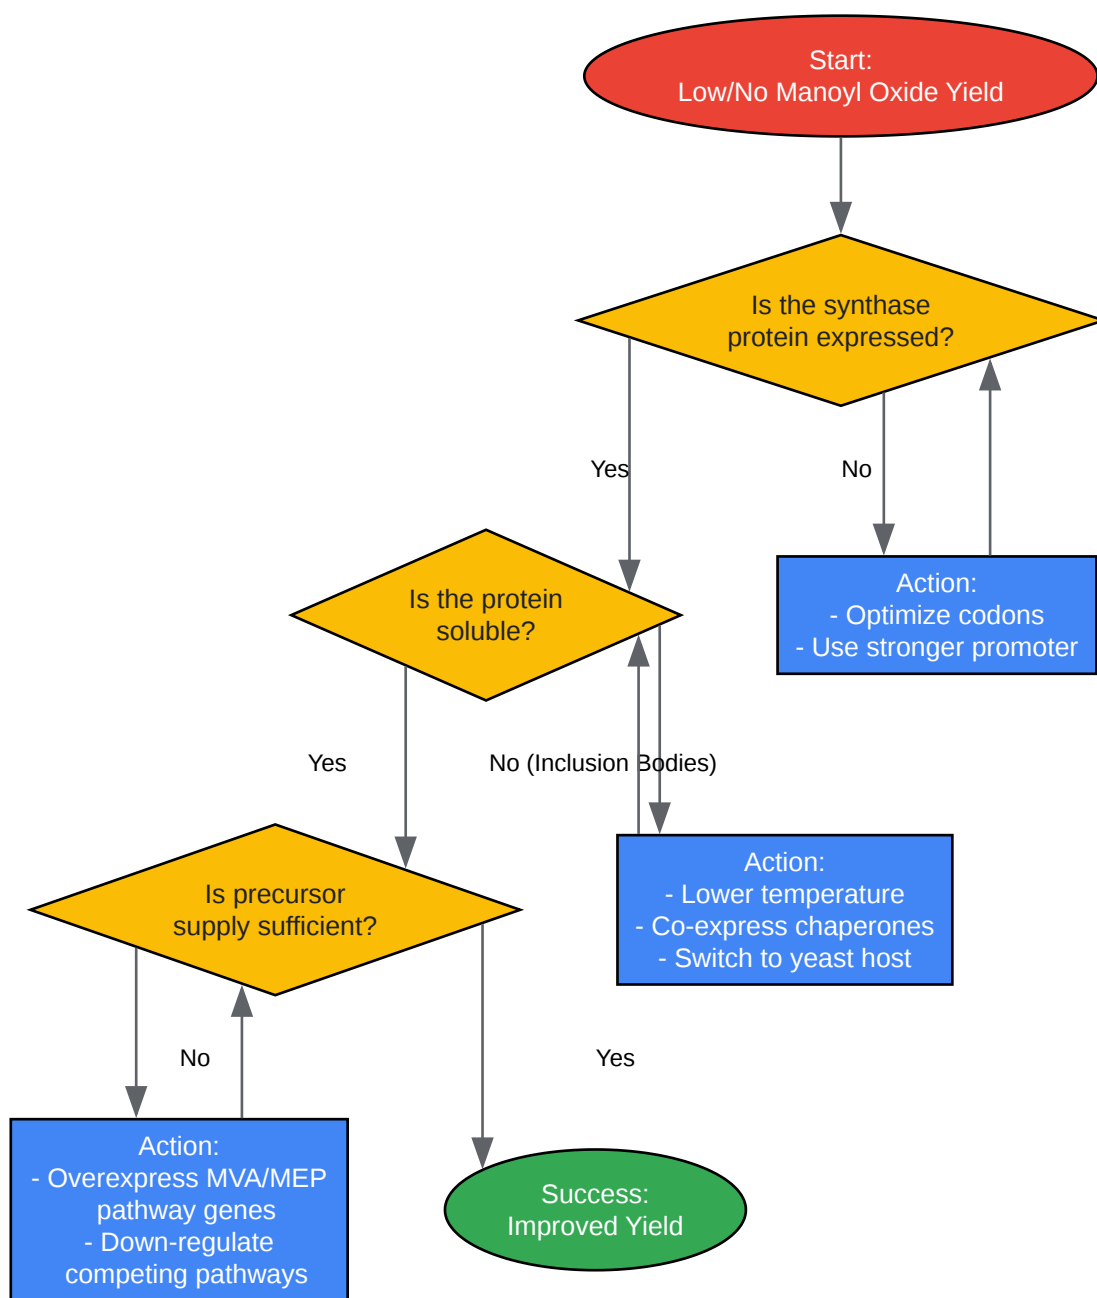 Start:
Low/No Manoyl Oxide Yield
Is the synthase
protein expressed?
Yes
No
Action:
- Optimize codons
- Use stronger promoter
Is the protein
soluble?
Yes
No (Inclusion Bodies)
Action:
- Lower temperature
- Co-express chaperones
- Switch to yeast host
Is precursor
supply sufficient?
No
Yes
Action:
- Overexpress MVA/MEP
pathway genes
- Down-regulate
competing pathways
Success:
Improved Yield